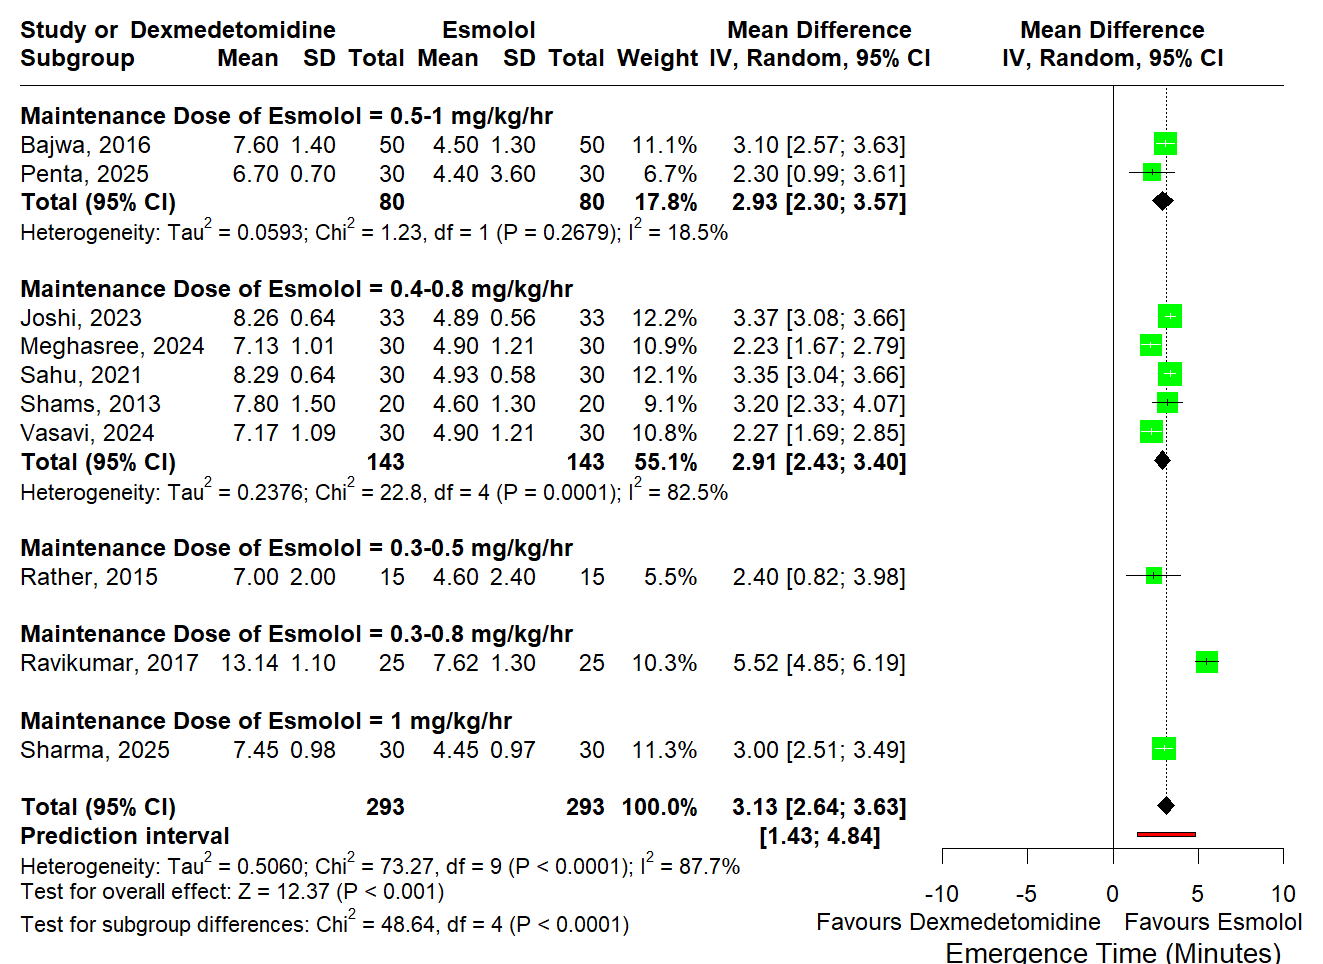 Study or Dexmedetomidine Esmolol Mean Difference Mean Difference
Subgroup Mean SD Total Mean SD Total Weight IV, Random, 95% CI IV, Random, 95% CI
Maintenance Dose of Esmolol = 0.5-1 mg/kg/hr
Bajwa, 2016 7.60 1.40 50 4.50 1.30 50 11.1% 3.10 [2.57; 3.63]
Penta, 2025 6.70 0.70 30 4.40 3.60 30 6.7% 2.30 [0.99; 3.61]
Total (95% CI) 80 80 17.8% 2.93 [2.30; 3.57]
Heterogeneity: Tau² = 0.0593; Chi² = 1.23, df = 1 (P = 0.2679); I² = 18.5%
Maintenance Dose of Esmolol = 0.4-0.8 mg/kg/hr
Joshi, 2023 8.26 0.64 33 4.89 0.56 33 12.2% 3.37 [3.08; 3.66]
Meghasree, 2024 7.13 1.01 30 4.90 1.21 30 10.9% 2.23 [1.67; 2.79]
Sahu, 2021 8.29 0.64 30 4.93 0.58 30 12.1% 3.35 [3.04; 3.66]
Shams, 2013 7.80 1.50 20 4.60 1.30 20 9.1% 3.20 [2.33; 4.07]
Vasavi, 2024 7.17 1.09 30 4.90 1.21 30 10.8% 2.27 [1.69; 2.85]
Total (95% CI) 143 143 55.1% 2.91 [2.43; 3.40]
Heterogeneity: Tau² = 0.2376; Chi² = 22.8, df = 4 (P = 0.0001); I² = 82.5%
Maintenance Dose of Esmolol = 0.3-0.5 mg/kg/hr
Rather, 2015 7.00 2.00 15 4.60 2.40 15 5.5% 2.40 [0.82; 3.98]
Maintenance Dose of Esmolol = 0.3-0.8 mg/kg/hr
Ravikumar, 2017 13.14 1.10 25 7.62 1.30 25 10.3% 5.52 [4.85; 6.19]
Maintenance Dose of Esmolol = 1 mg/kg/hr
Sharma, 2025 7.45 0.98 30 4.45 0.97 30 11.3% 3.00 [2.51; 3.49]
Total (95% CI) 293 293 100.0% 3.13 [2.64; 3.63]
Prediction interval [1.43; 4.84]
Heterogeneity: Tau² = 0.5060; Chi² = 73.27, df = 9 (P < 0.0001); I² = 87.7%
Test for overall effect: Z = 12.37 (P < 0.001)
Test for subgroup differences: Chi² = 48.64, df = 4 (P < 0.0001)
-10 -5 0 5 10
Favours Dexmedetomidine Favours Esmolol
Emergence Time (Minutes)